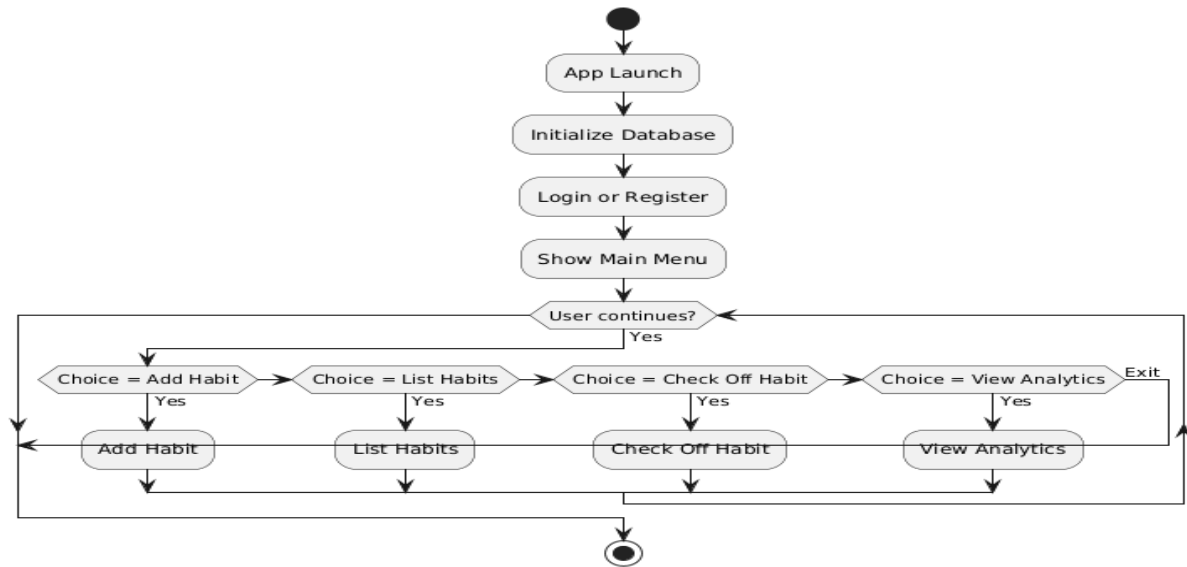 App Launch
Initialize Database
Login or Register
Show Main Menu
User continues?
Yes
Choice = Add Habit
Choice = List Habits
Choice = Check Off Habit
Choice = View Analytics
Exit
Yes
Yes
Yes
Yes
Add Habit
List Habits
Check Off Habit
View Analytics